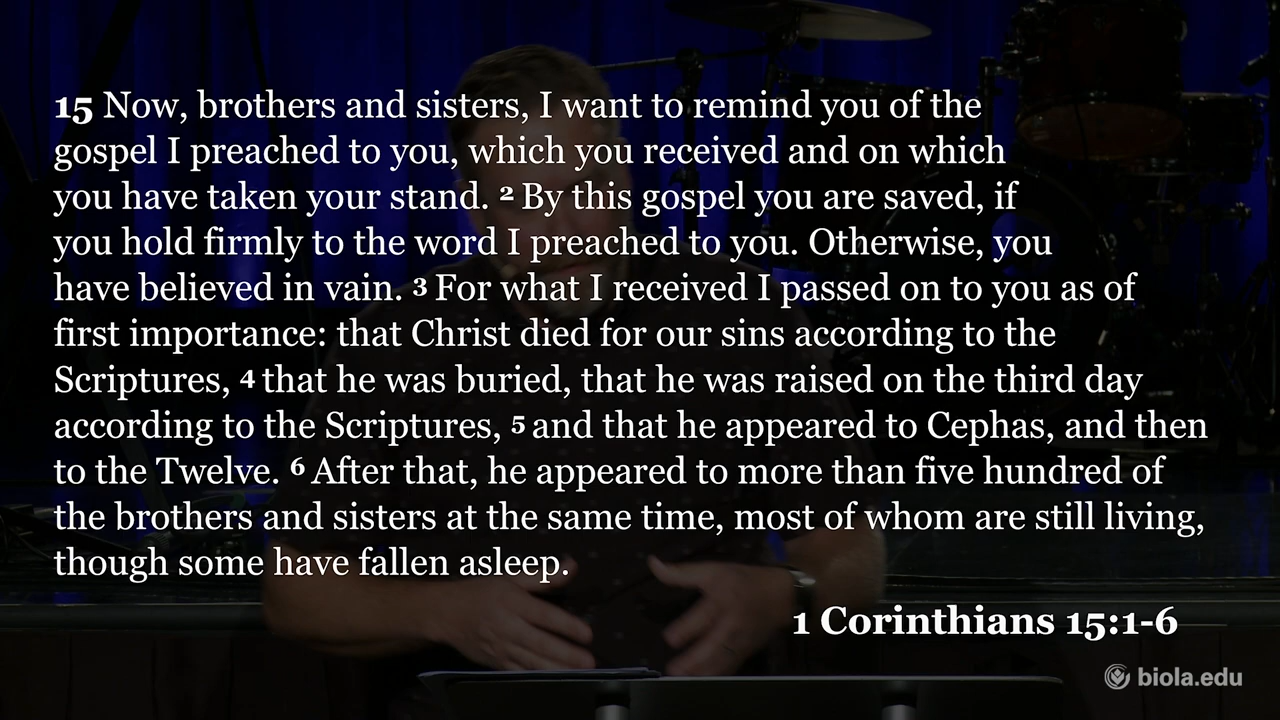 15 Now, brothers and sisters, I want to remind you of the
gospel I preached to you, which you received and on which
you have taken your stand. 2 By this gospel you are saved, if
you hold firmly to the word I preached to you. Otherwise, you
have believed in vain. 3 For what I received I passed on to you as of
first importance: that Christ died for our sins according to the
Scriptures, 4 that he was buried, that he was raised on the third day
according to the Scriptures, 5 and that he appeared to Cephas, and then
to the Twelve. 6 After that, he appeared to more than five hundred of
the brothers and sisters at the same time, most of whom are still living,
though some have fallen asleep.
1 Corinthians 15:1-6
biola.edu